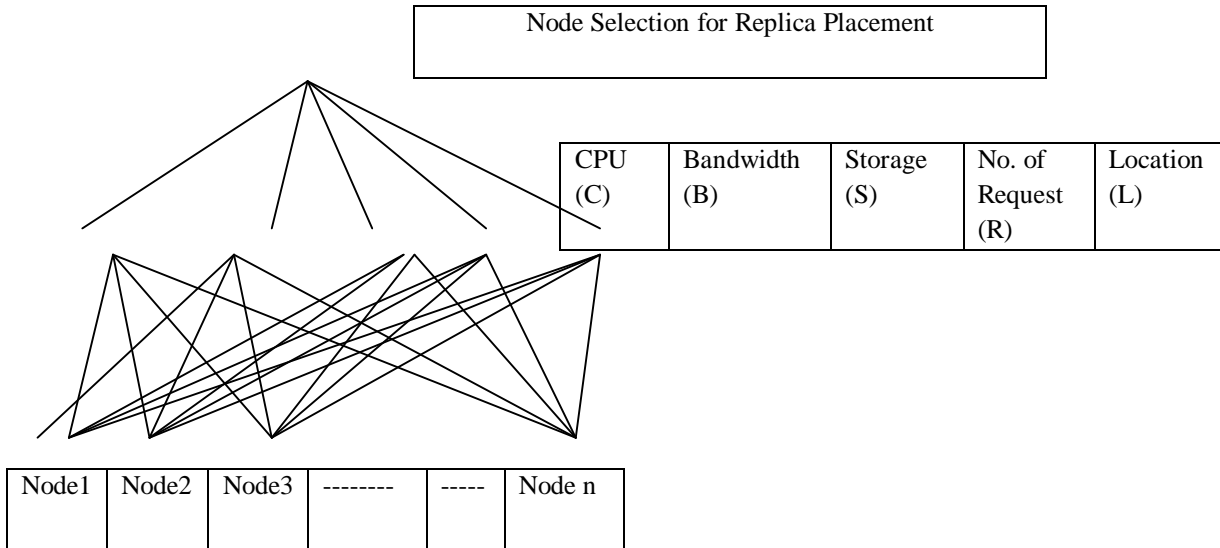 Node Selection for Replica Placement
CPU (C)
Bandwidth (B)
Storage (S)
No. of Request (R)
Location (L)
Node1
Node2
Node3
--------
-----
Node n